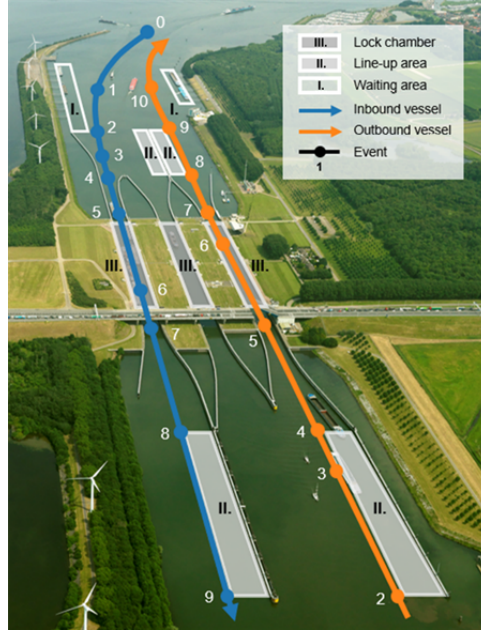 0
III.
Lock chamber
II.
Line-up area
I.
Waiting area
Inbound vessel
Outbound vessel
Event
1
I.
1
10
I.
2
9
II.
II.
3
8
4
5
7
6
III.
III.
III.
6
7
5
8
4
3
II.
II.
9
2